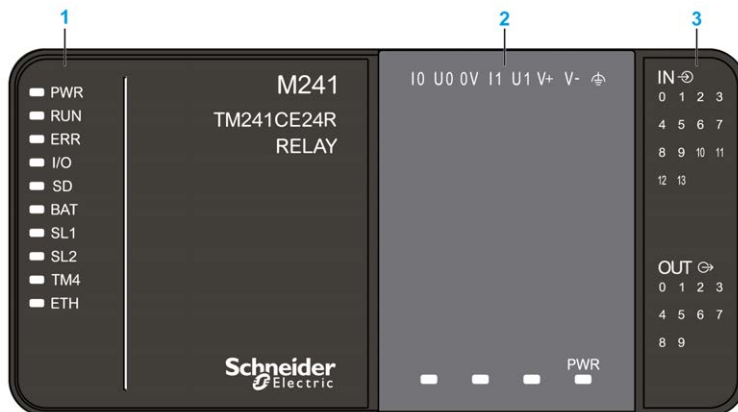 1
2
3
PWR
RUN
ERR
I/O
SD
BAT
SL1
SL2
TM4
ETH
M241
TM241CE24R
RELAY
Schneider
Electric
I0 U0 0V I1 U1 V+ V-
PWR
IN
0 1 2 3
4 5 6 7
8 9 10 11
12 13
OUT
0 1 2 3
4 5 6 7
8 9